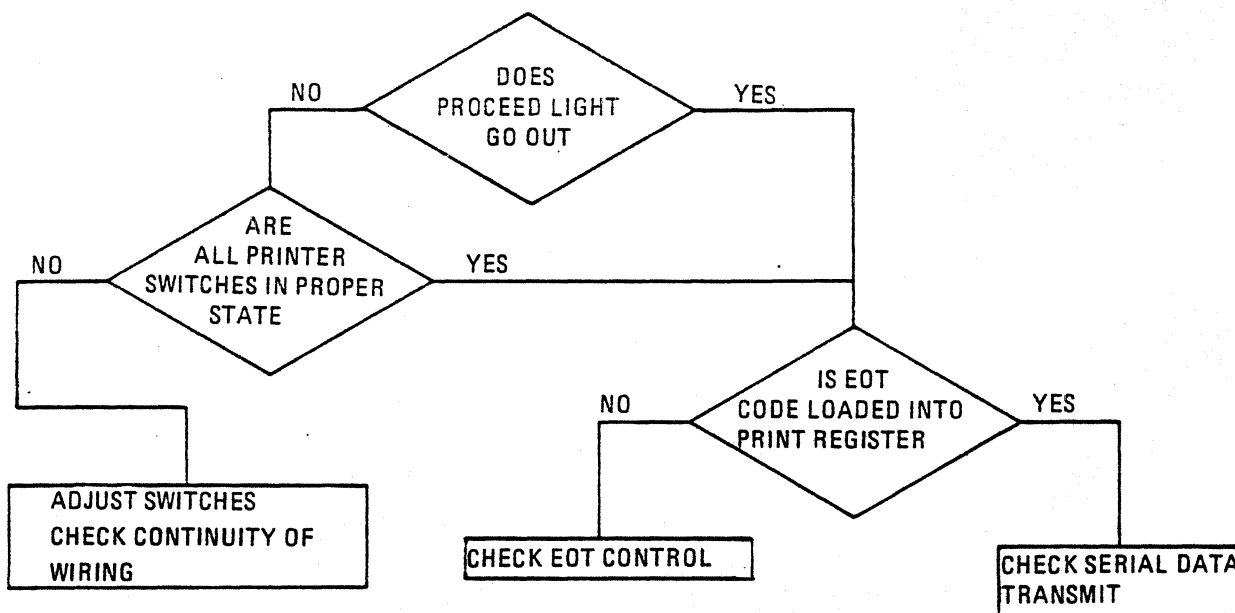 DOES
PROCEED LIGHT
GO OUT
NO
YES
ARE
ALL PRINTER
SWITCHES IN PROPER
STATE
NO
YES
IS EOT
CODE LOADED INTO
PRINT REGISTER
NO
YES
ADJUST SWITCHES
CHECK CONTINUITY OF
WIRING
CHECK EOT CONTROL
CHECK SERIAL DATA
TRANSMIT